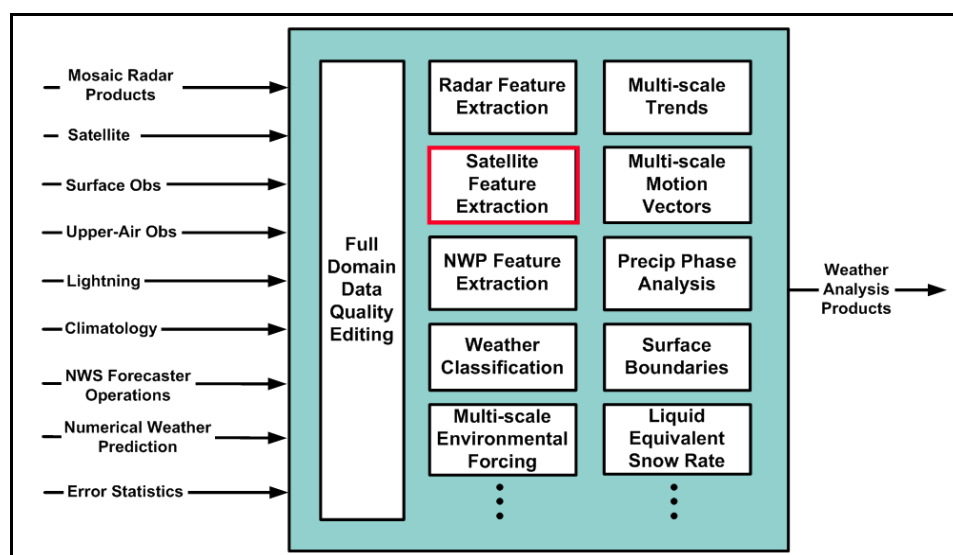 Mosaic Radar
Products
Satellite
Surface Obs
Upper-Air Obs
Lightning
Climatology
NWS Forecaster
Operations
Numerical Weather
Prediction
Error Statistics
Full
Domain
Data
Quality
Editing
Radar Feature
Extraction
Satellite
Feature
Extraction
NWP Feature
Extraction
Weather
Classification
Multi-scale
Environmental
Forcing
Multi-scale
Trends
Multi-scale
Motion
Vectors
Precip Phase
Analysis
Surface
Boundaries
Liquid
Equivalent
Snow Rate
Weather
Analysis
Products